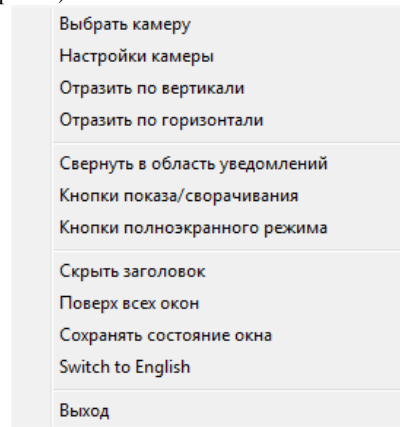 Выбрать камеру
Настройки камеры
Отразить по вертикали
Отразить по горизонтали
Свернуть в область уведомлений
Кнопки показа/сворачивания
Кнопки полноэкранного режима
Скрыть заголовок
Поверх всех окон
Сохранять состояние окна
Switch to English
Выход